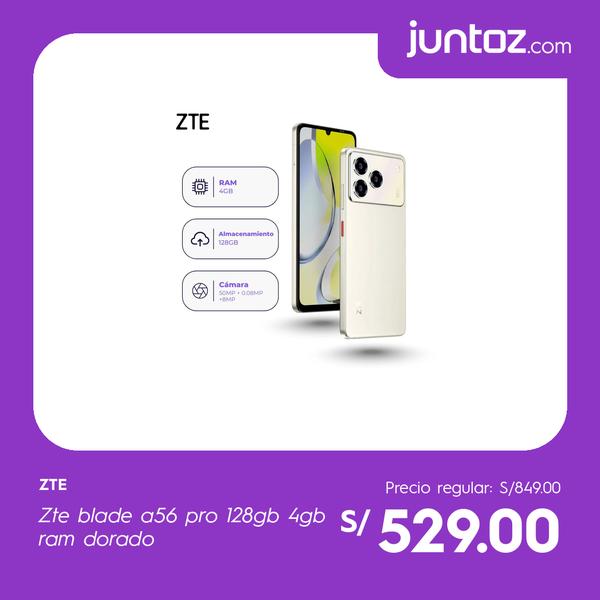 juntoz.com
ZTE
RAM
4GB
Almacenamiento
128GB
Cámara
50MP + 0.08MP
+8MP
ZTE
Zte blade a56 pro 128gb 4gb
ram dorado
Precio regular: S/849.00
S/ 529.00